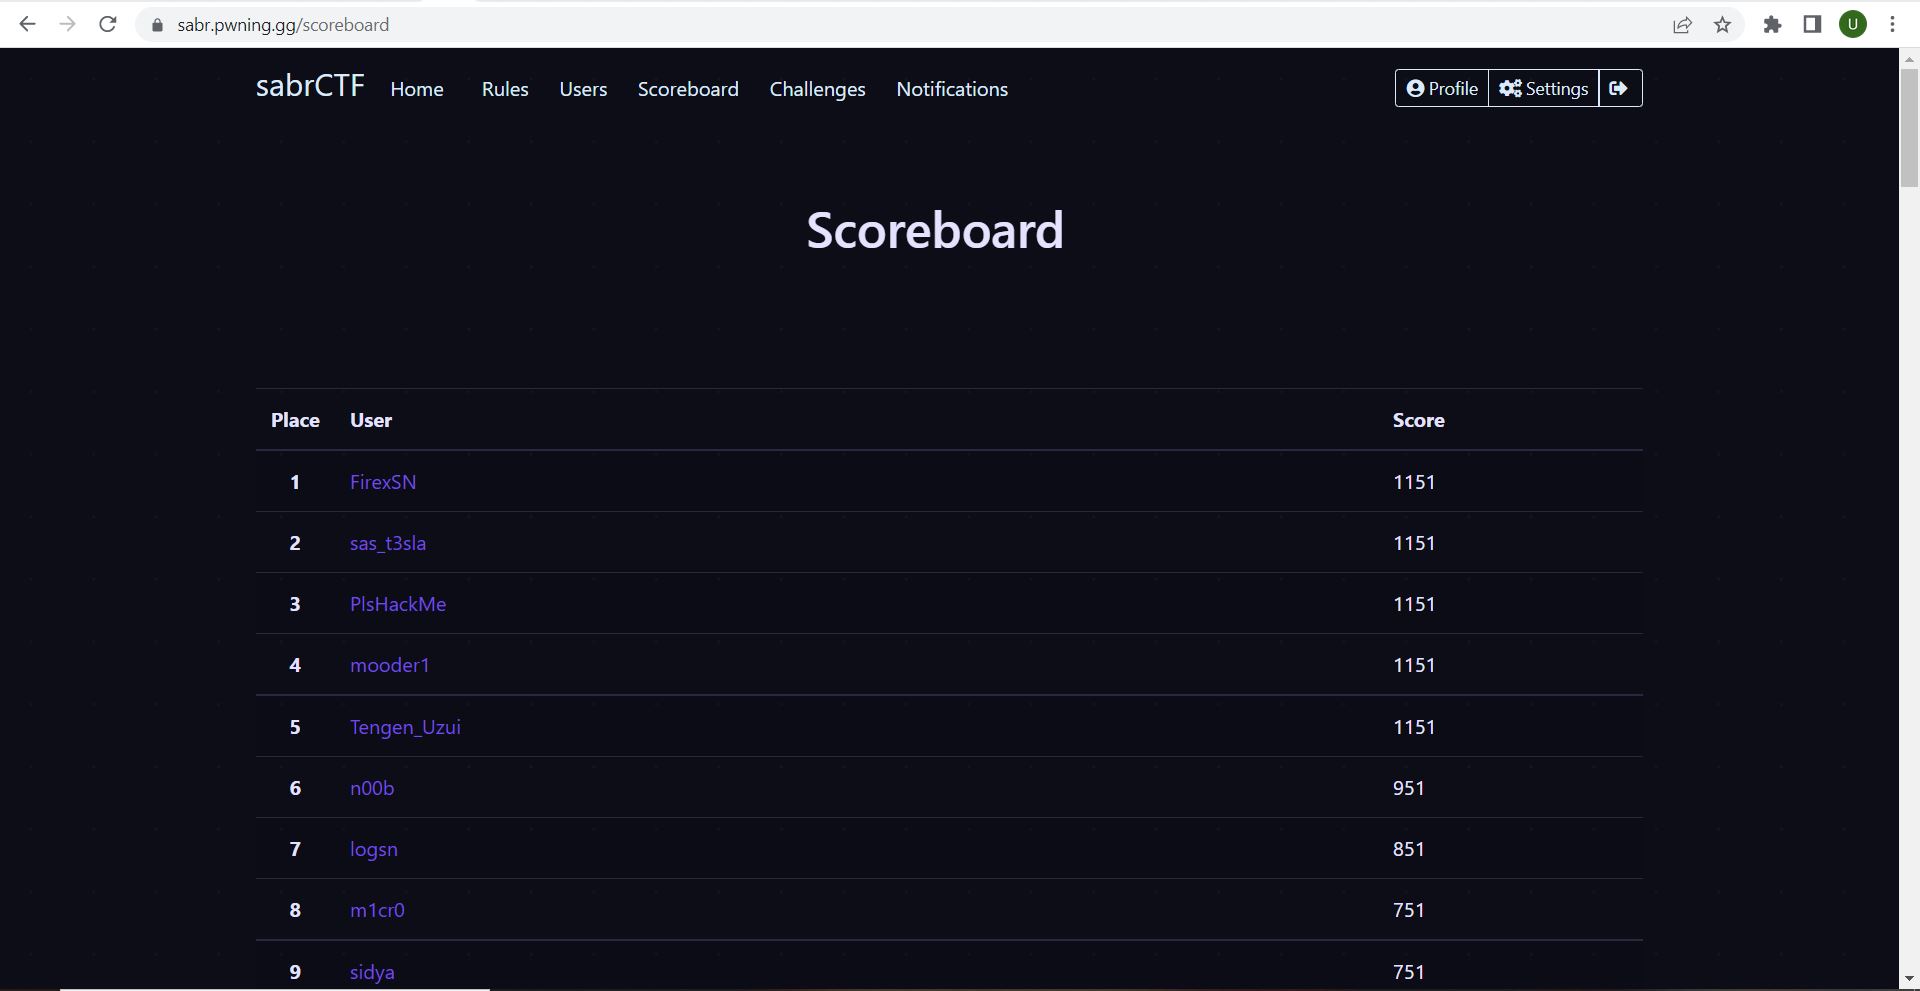 sabr.pwning.gg/scoreboard
U
sabrCTF Home Rules Users Scoreboard Challenges Notifications Profile Settings
Scoreboard
Place User Score
1 FirexSN 1151
2 sas_t3sla 1151
3 PlsHackMe 1151
4 mooder1 1151
5 Tengen_Uzui 1151
6 n00b 951
7 logsn 851
8 m1cr0 751
9 sidya 751